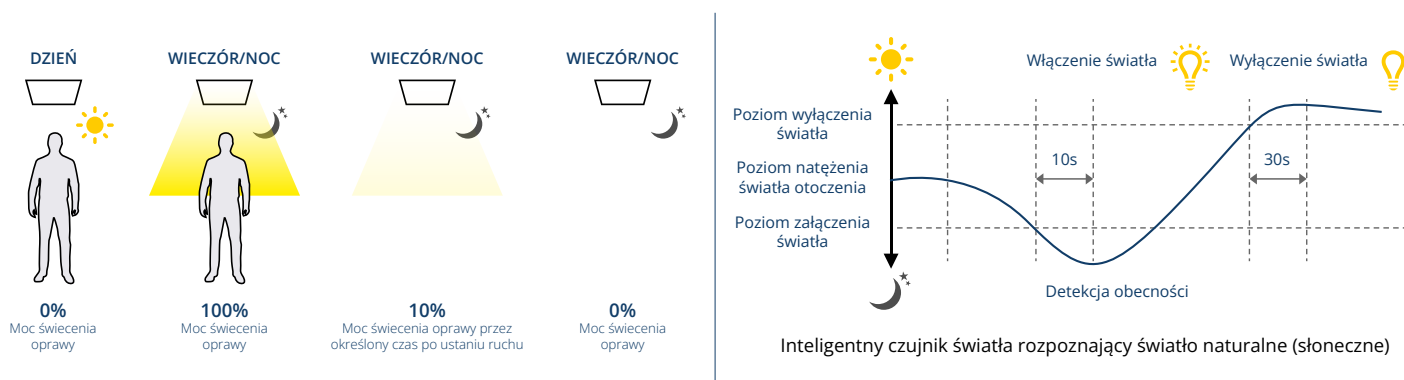 DZIEŃ
0%
Moc świecenia
oprawy
WIECZÓR/NOC
100%
Moc świecenia
oprawy
WIECZÓR/NOC
10%
Moc świecenia oprawy przez
określony czas po ustaniu ruchu
WIECZÓR/NOC
0%
Moc świecenia
oprawy
Włączenie światła
Wyłączenie światła
Poziom wyłączenia
światła
Poziom natężenia
światła otoczenia
Poziom załączenia
światła
10s
30s
Detekcja obecności
Inteligentny czujnik światła rozpoznający światło naturalne (słoneczne)